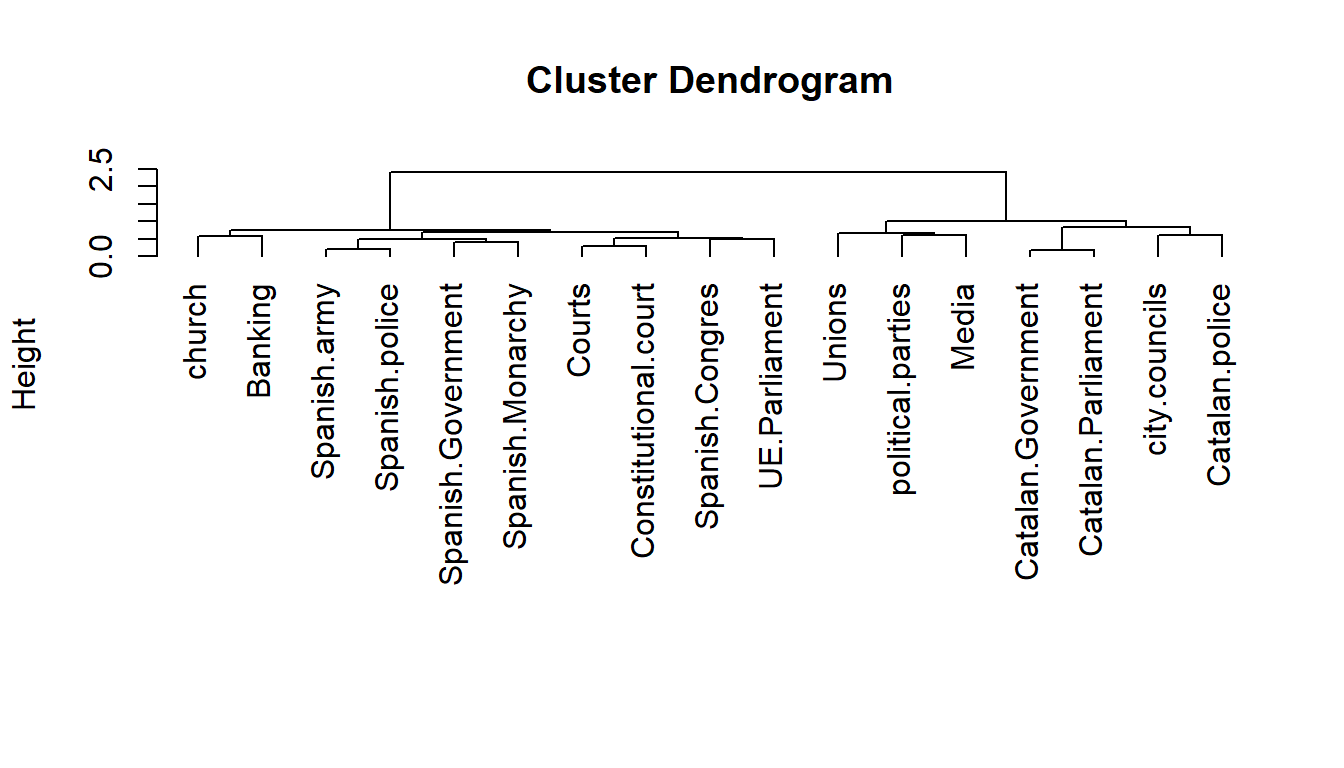 Cluster Dendrogram
Height
0.0
2.5
church
Banking
Spanish.army
Spanish.police
Spanish.Government
Spanish.Monarchy
Courts
Constitutional.court
Spanish.Congres
UE.Parliament
Unions
political.parties
Media
Catalan.Government
Catalan.Parliament
city.councils
Catalan.police